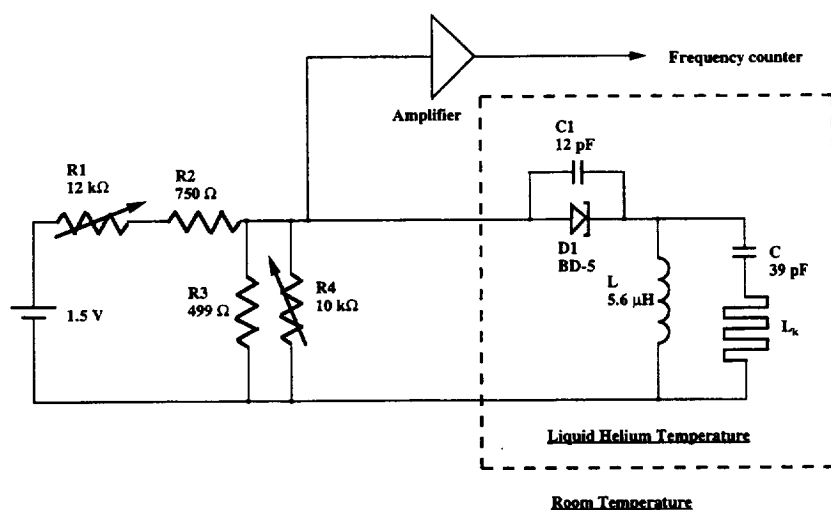 Frequency counter
Amplifier
C1
12 pF
R1
12 kΩ
R2
750 Ω
D1
BD-5
C
39 pF
L
5.6 μH
R3
499 Ω
R4
10 kΩ
1.5 V
Lk
Liquid Helium Temperature
Room Temperature